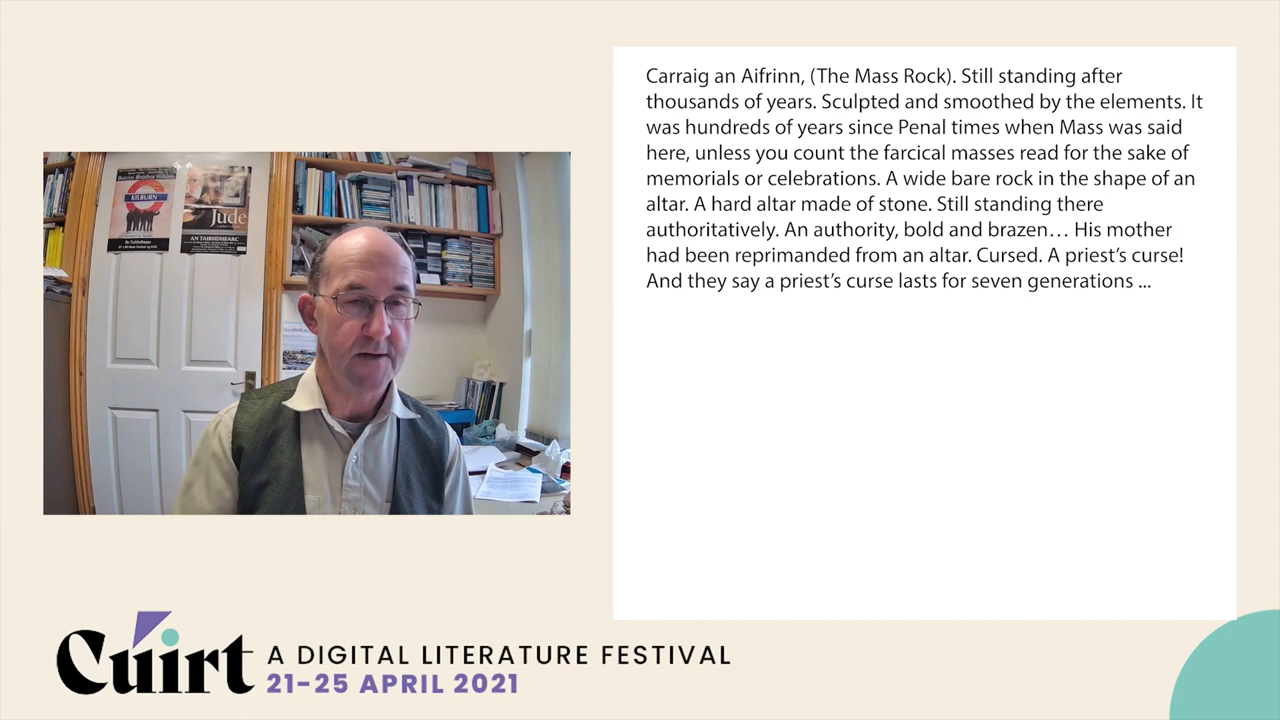 Carraig an Aifrinn, (The Mass Rock). Still standing after
thousands of years. Sculpted and smoothed by the elements. It
was hundreds of years since Penal times when Mass was said
here, unless you count the farcical masses read for the sake of
memorials or celebrations. A wide bare rock in the shape of an
altar. A hard altar made of stone. Still standing there
authoritatively. An authority, bold and brazen… His mother
had been reprimanded from an altar. Cursed. A priest’s curse!
And they say a priest’s curse lasts for seven generations ...
KILBURN
Jude
AN TAIBHDHEARC
Cúirt A DIGITAL LITERATURE FESTIVAL
21-25 APRIL 2021